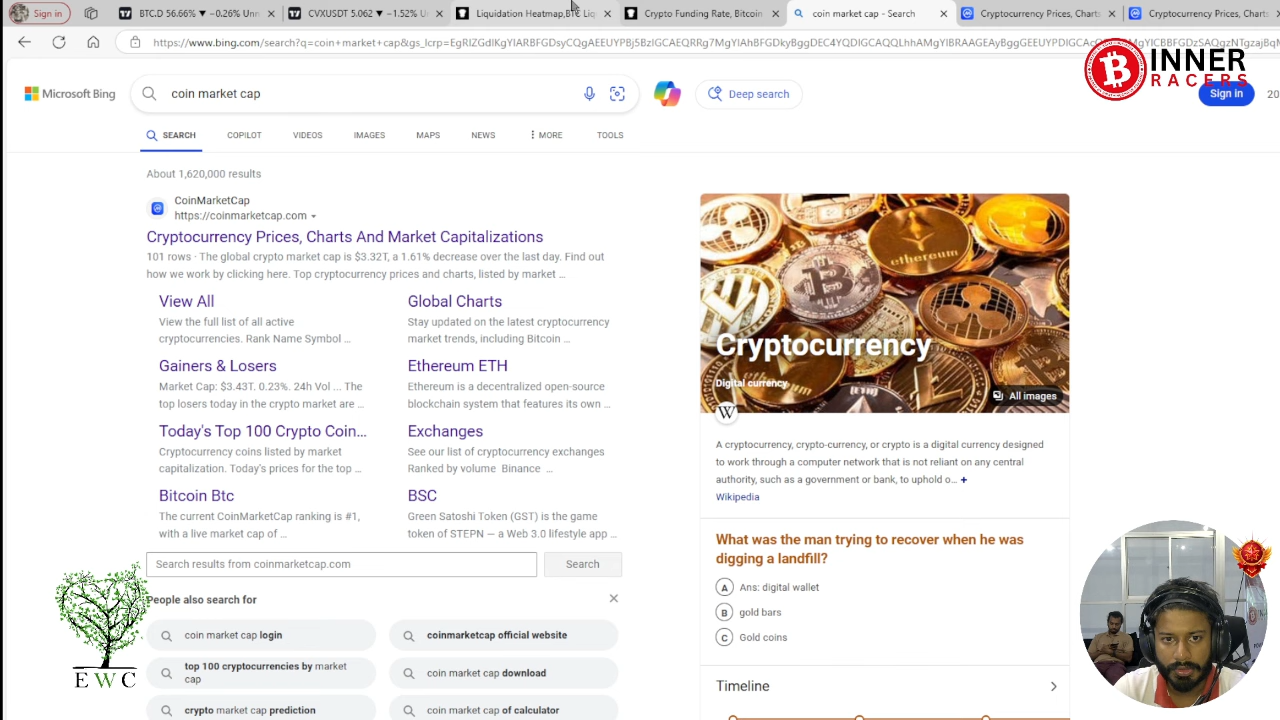 Sign in
BTC.D 56.66% ▼ −0.26% Unn
CVXUSDT 5.062 ▼ −1.52% U
Liquidation Heatmap,BTC Liq
Crypto Funding Rate, Bitcoin
coin market cap - Search
Cryptocurrency Prices, Charts
Cryptocurrency Prices, Charts
Microsoft Bing
coin market cap
Deep search
INNER
RACERS
Sign in
20
SEARCH
COPILOT
VIDEOS
IMAGES
MAPS
NEWS
MORE
TOOLS
About 1,620,000 results
CoinMarketCap
https://coinmarketcap.com
Cryptocurrency Prices, Charts And Market Capitalizations
101 rows · The global crypto market cap is $3.32T, a 1.61% decrease over the last day. Find out
how we work by clicking here. Top cryptocurrency prices and charts, listed by market ...
View All
View the full list of all active
cryptocurrencies. Rank Name Symbol ...
Global Charts
Stay updated on the latest cryptocurrency
market trends, including Bitcoin ...
Gainers & Losers
Market Cap: $3.43T. 0.23%. 24h Vol ... The
top losers today in the crypto market are ...
Ethereum ETH
Ethereum is a decentralized open-source
blockchain system that features its own ...
Today's Top 100 Crypto Coin...
Cryptocurrency coins listed by market
capitalization. Today's prices for the top ...
Exchanges
See our list of cryptocurrency exchanges
Ranked by volume Binance ...
Bitcoin Btc
The current CoinMarketCap ranking is #1,
with a live market cap of ...
BSC
Green Satoshi Token (GST) is the game
token of STEPN — a Web 3.0 lifestyle app ...
Search results from coinmarketcap.com
Search
People also search for
coin market cap login
coinmarketcap official website
top 100 cryptocurrencies by market
cap
coin market cap download
crypto market cap prediction
coin market cap of calculator
EWC
ethereum
Cryptocurrency
Digital currency
All images
W
A cryptocurrency, crypto-currency, or crypto is a digital currency designed
to work through a computer network that is not reliant on any central
authority, such as a government or bank, to uphold o... +
Wikipedia
What was the man trying to recover when he was
digging a landfill?
A Ans: digital wallet
B gold bars
C Gold coins
Timeline